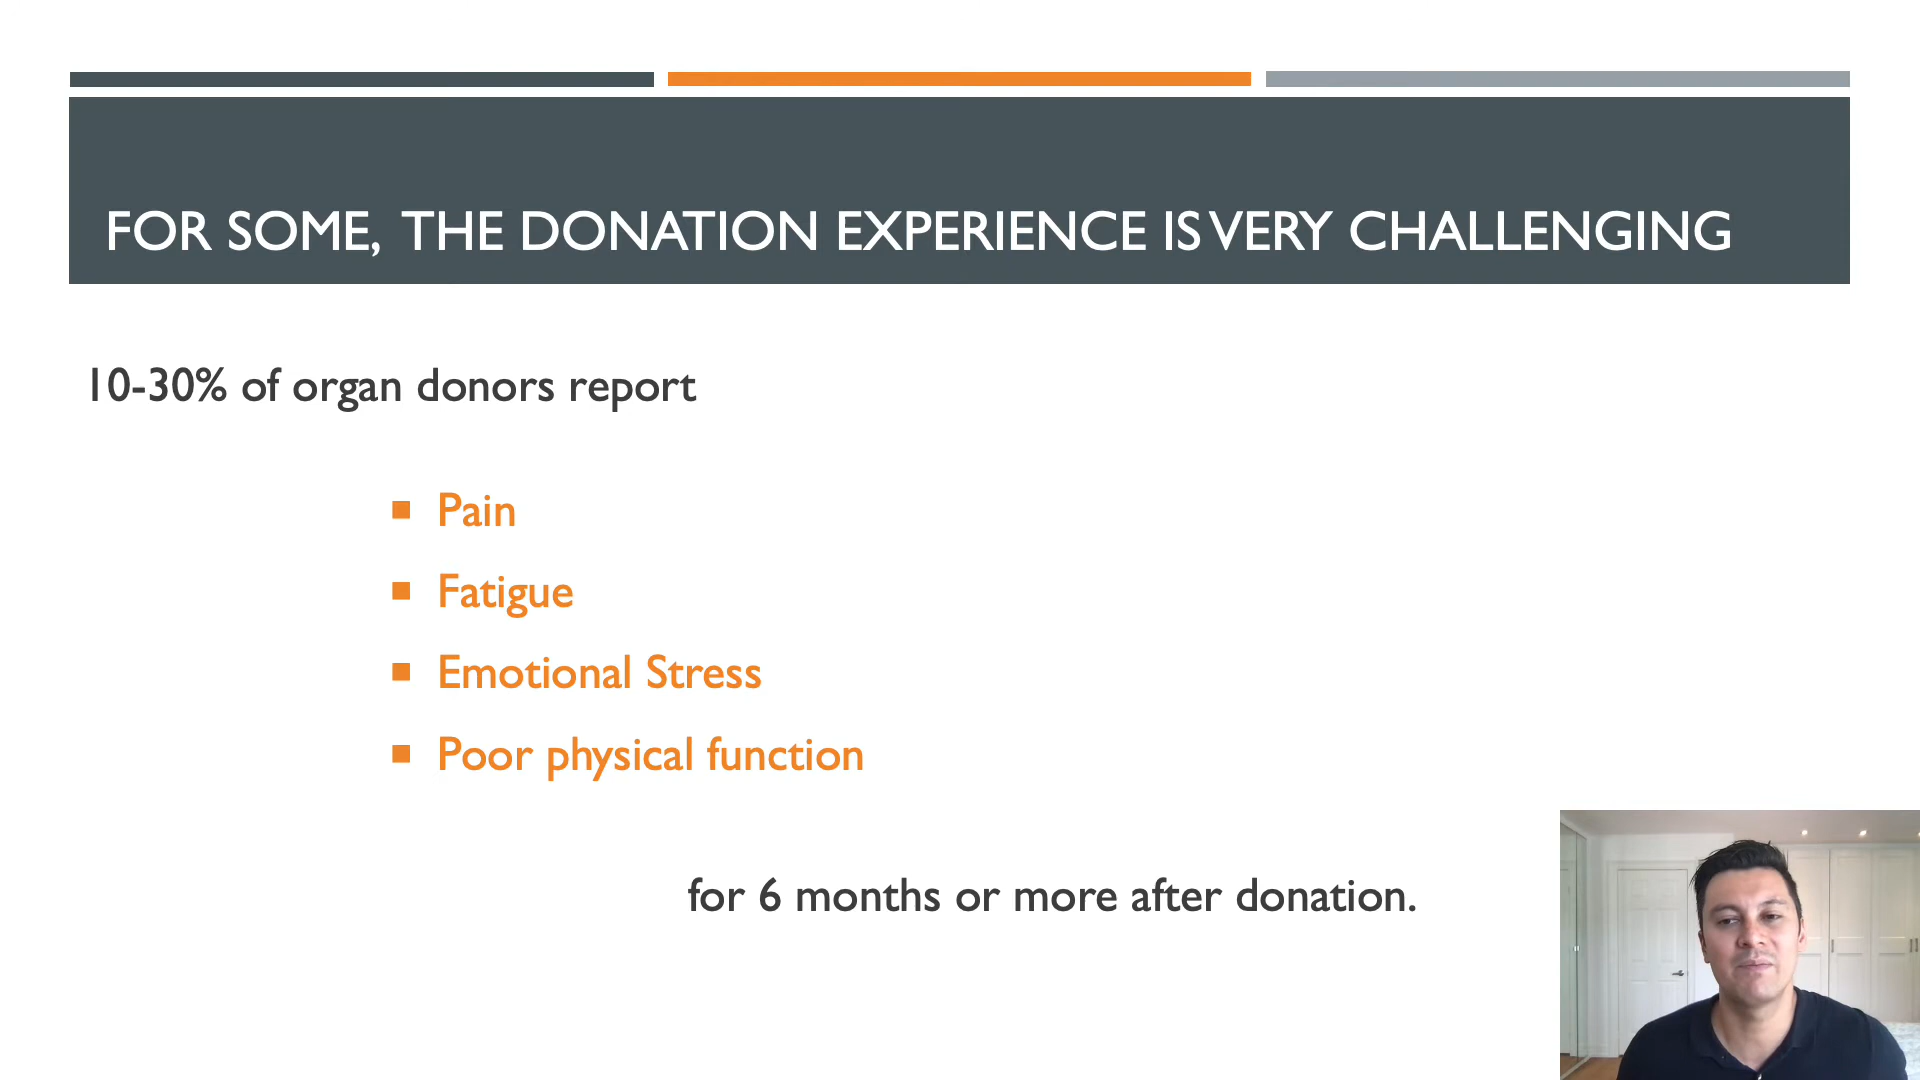 FOR SOME, THE DONATION EXPERIENCE IS VERY CHALLENGING
10-30% of organ donors report
Pain
Fatigue
Emotional Stress
Poor physical function
for 6 months or more after donation.